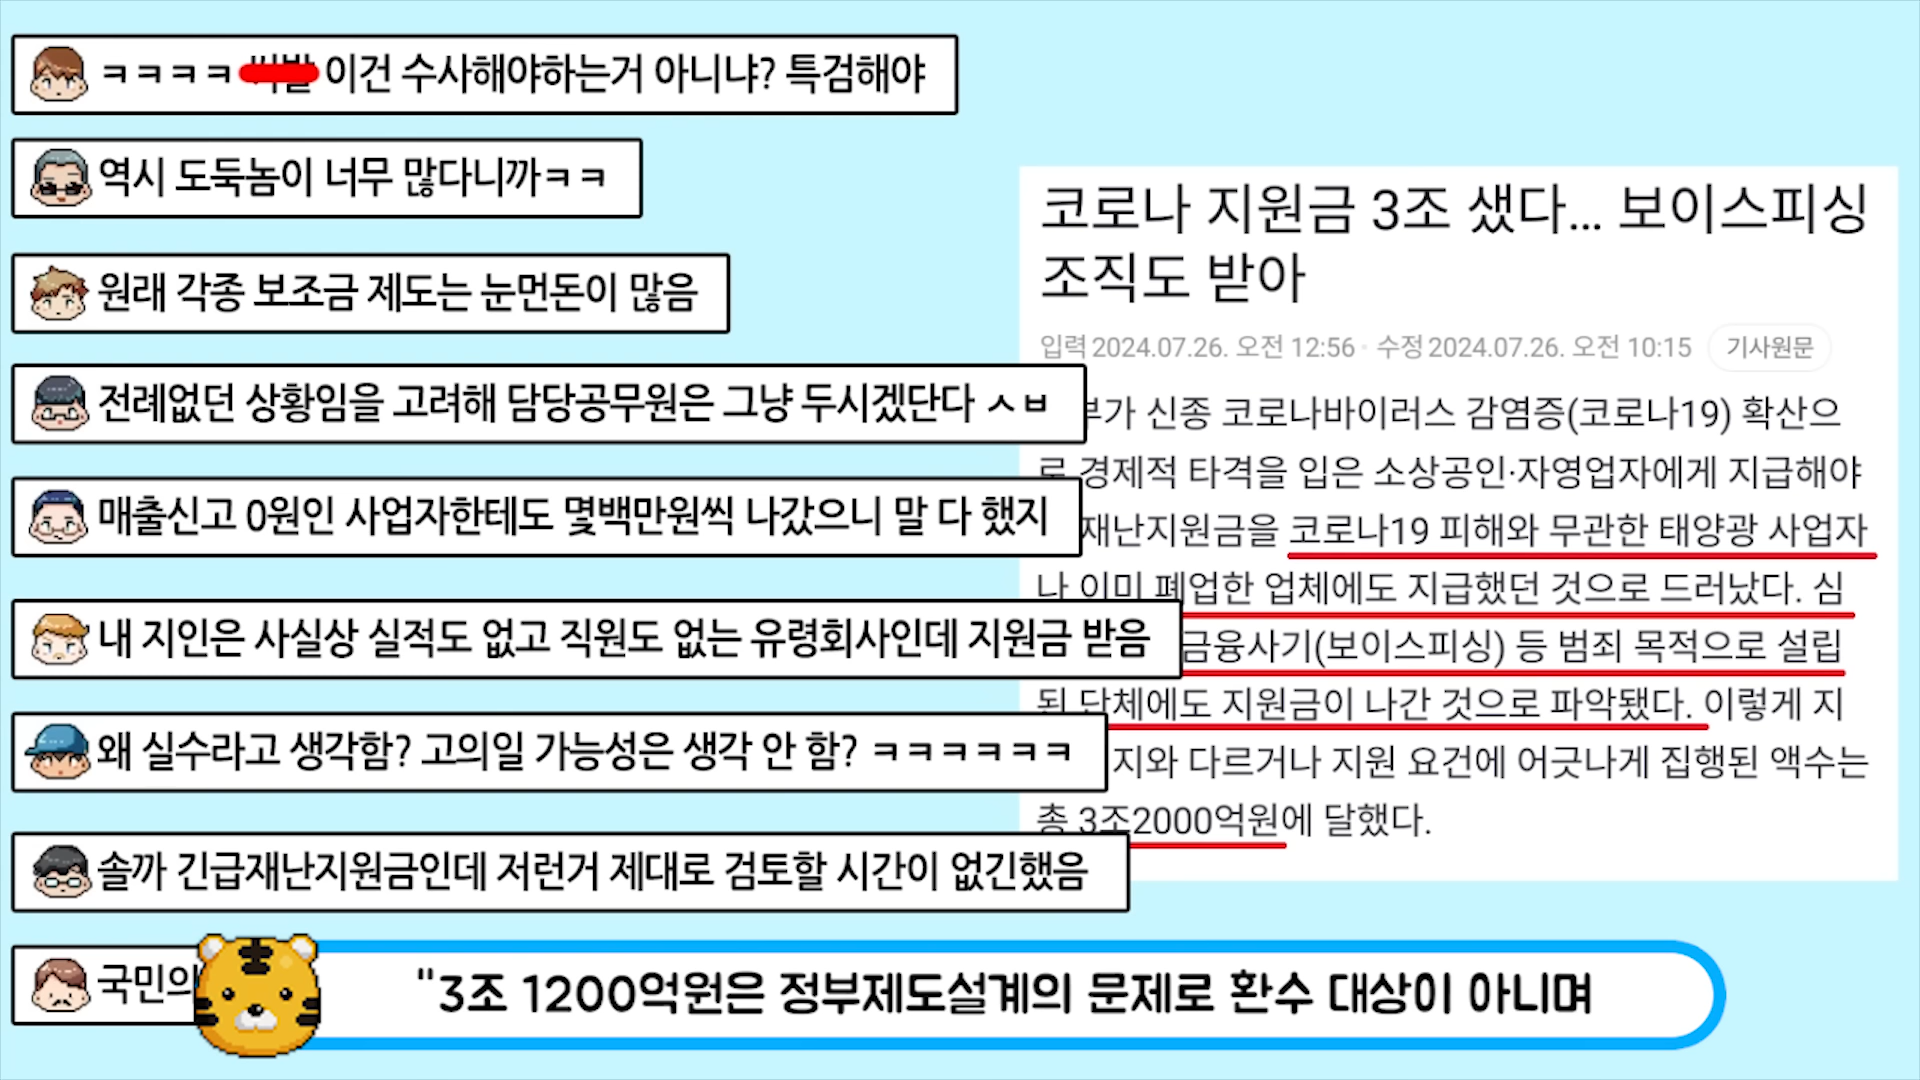 ㅋㅋㅋㅋ 이건 수사해야하는거 아니냐? 특검해야
역시 도둑놈이 너무 많다니까ㅋㅋ
원래 각종 보조금 제도는 눈먼돈이 많음
전례없던 상황임을 고려해 담당공무원은 그냥 두시겠단다 ㅅㅂ
매출신고 0원인 사업자한테도 몇백만원씩 나갔으니 말 다 했지
내 지인은 사실상 실적도 없고 직원도 없는 유령회사인데 지원금 받음
왜 실수라고 생각함? 고의일 가능성은 생각 안 함? ㅋㅋㅋㅋㅋㅋ
솔까 긴급재난지원금인데 저런거 제대로 검토할 시간이 없긴했음
국민의
코로나 지원금 3조 샜다... 보이스피싱
조직도 받아
입력 2024.07.26. 오전 12:56 · 수정 2024.07.26. 오전 10:15 기사원문
부가 신종 코로나바이러스 감염증(코로나19) 확산으
로 경제적 타격을 입은 소상공인·자영업자에게 지급해야
재난지원금을 코로나19 피해와 무관한 태양광 사업자
나 이미 폐업한 업체에도 지급했던 것으로 드러났다. 심
금융사기(보이스피싱) 등 범죄 목적으로 설립
된 단체에도 지원금이 나간 것으로 파악됐다. 이렇게 지
지와 다르거나 지원 요건에 어긋나게 집행된 액수는
총 3조2000억원에 달했다.
"3조 1200억원은 정부제도설계의 문제로 환수 대상이 아니며